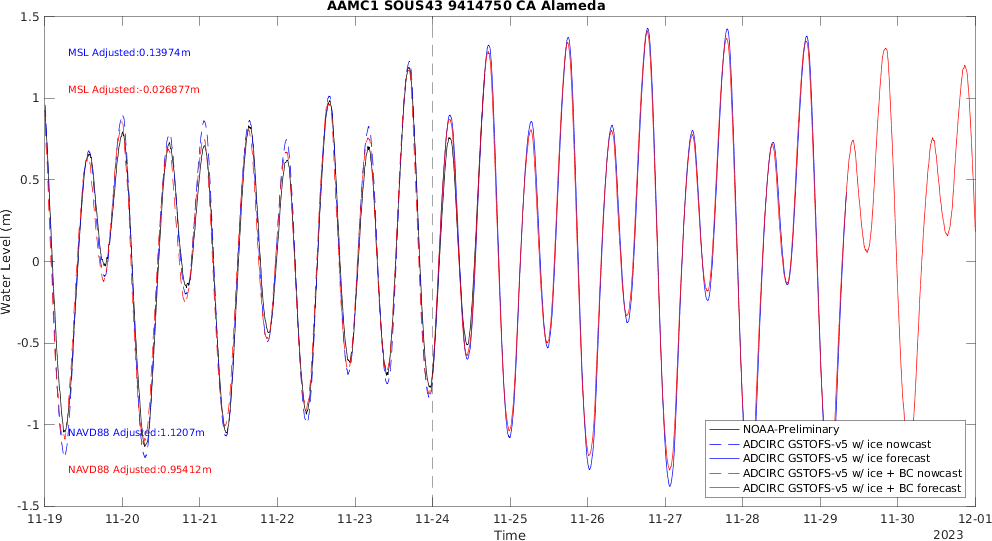 AAMC1 SOUS43 9414750 CA Alameda
1.5
1
0.5
0
-0.5
-1
-1.5
Water Level (m)
MSL Adjusted:0.13974m
MSL Adjusted:-0.026877m
NAVD88 Adjusted:1.1207m
NAVD88 Adjusted:0.95412m
NOAA-Preliminary
ADCIRC GSTOFS-v5 w/ ice nowcast
ADCIRC GSTOFS-v5 w/ ice forecast
ADCIRC GSTOFS-v5 w/ ice + BC nowcast
ADCIRC GSTOFS-v5 w/ ice + BC forecast
11-19 11-20 11-21 11-22 11-23 11-24 11-25 11-26 11-27 11-28 11-29 11-30 12-01
Time
2023